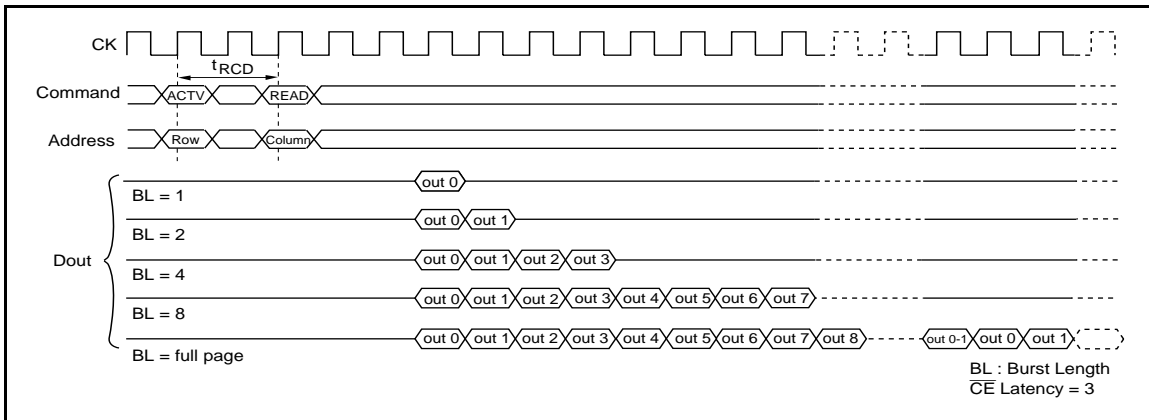 CK
tRCD
Command ACTV READ
Address Row Column
out 0
BL = 1
out 0 out 1
BL = 2
Dout
out 0 out 1 out 2 out 3
BL = 4
out 0 out 1 out 2 out 3 out 4 out 5 out 6 out 7
BL = 8
out 0 out 1 out 2 out 3 out 4 out 5 out 6 out 7 out 8 out 0-1 out 0 out 1
BL = full page
BL : Burst Length
CE Latency = 3